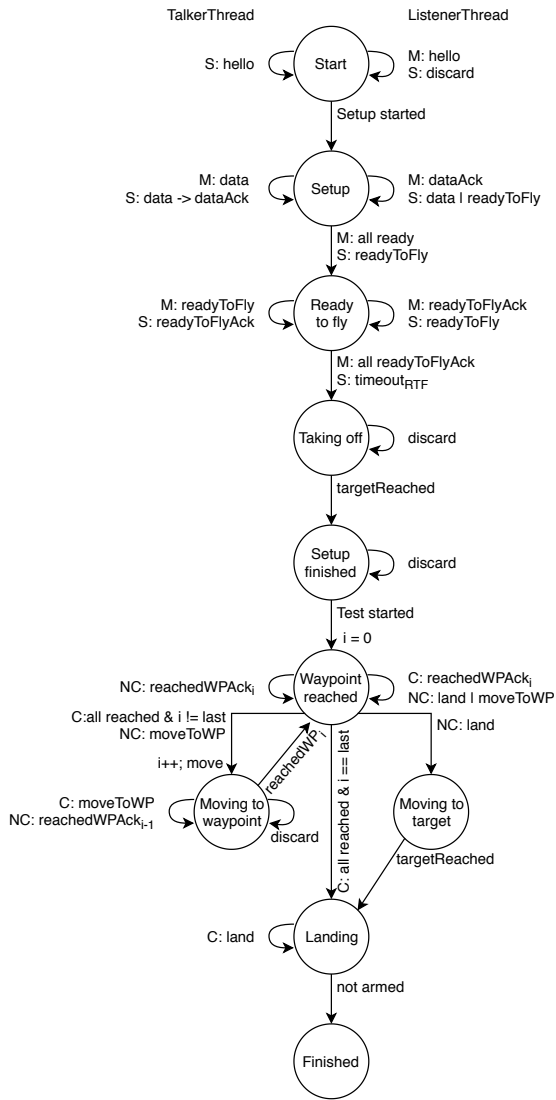 TalkerThread
ListenerThread
S: hello
Start
M: hello
S: discard
Setup started
M: data
S: data -> dataAck
Setup
M: dataAck
S: data | readyToFly
M: all ready
S: readyToFly
M: readyToFly
S: readyToFlyAck
Ready
to fly
M: readyToFlyAck
S: readyToFly
M: all readyToFlyAck
S: timeoutRTF
Taking off
discard
targetReached
Setup
finished
discard
Test started
i = 0
NC: reachedWPAcki
Waypoint
reached
C: reachedWPAcki
NC: land | moveToWP
C:all reached & i != last
NC: moveToWP
i++; move
reachedWPi
C: all reached & i == last
NC: land
C: moveToWP
NC: reachedWPAcki-1
Moving to
waypoint
discard
Moving to
target
targetReached
C: land
Landing
not armed
Finished